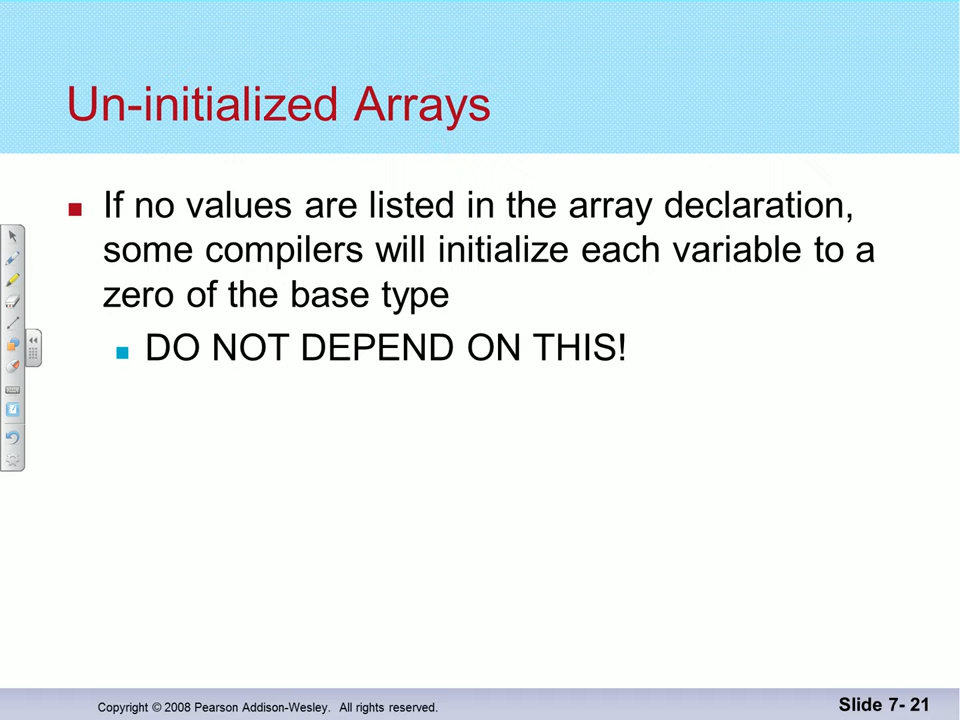 Un-initialized Arrays
If no values are listed in the array declaration,
some compilers will initialize each variable to a
zero of the base type
DO NOT DEPEND ON THIS!
Copyright © 2008 Pearson Addison-Wesley. All rights reserved.
Slide 7- 21